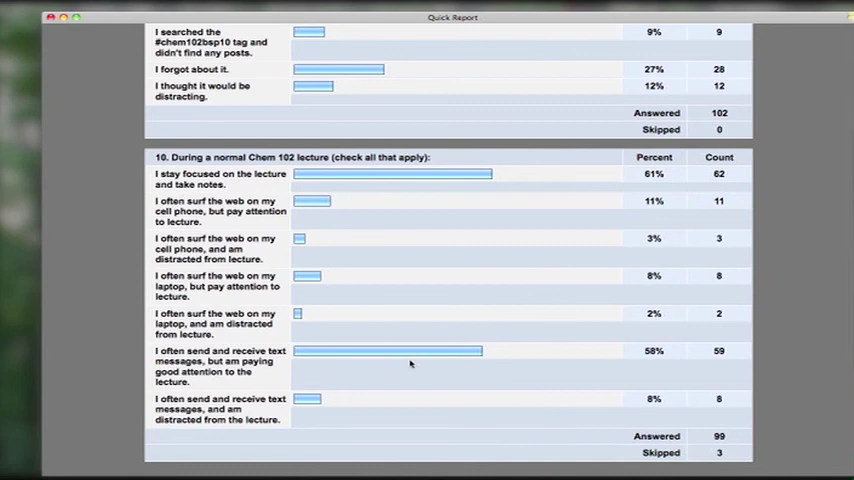 Quick Report
I searched the
#chem102bsp10 tag and
didn't find any posts.
9% 9
I forgot about it. 27% 28
I thought it would be
distracting.
12% 12
Answered 102
Skipped 0
10. During a normal Chem 102 lecture (check all that apply): Percent Count
I stay focused on the lecture
and take notes.
61% 62
I often surf the web on my
cell phone, but pay attention
to lecture.
11% 11
I often surf the web on my
cell phone, and am
distracted from lecture.
3% 3
I often surf the web on my
laptop, but pay attention to
lecture.
8% 8
I often surf the web on my
laptop, and am distracted
from lecture.
2% 2
I often send and receive text
messages, but am paying
good attention to the
lecture.
58% 59
I often send and receive text
messages, and am
distracted from the lecture.
8% 8
Answered 99
Skipped 3